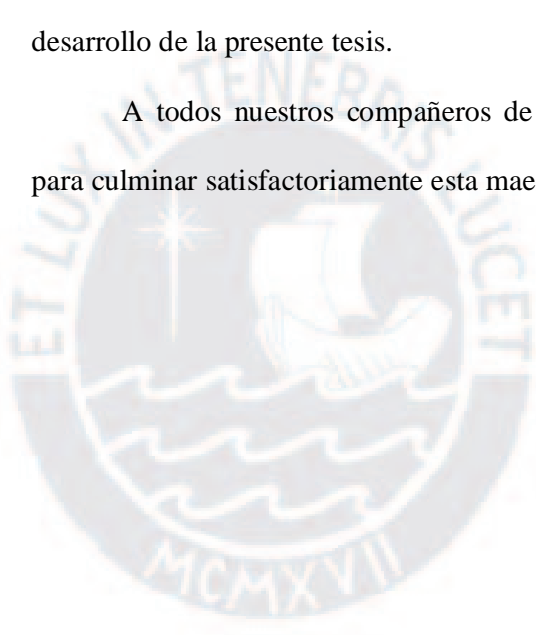 desarrollo de la presente tesis.
A todos nuestros compañeros de
para culminar satisfactoriamente esta mae
ET LUX IN TENEBRIS LUCET
MCMXVII